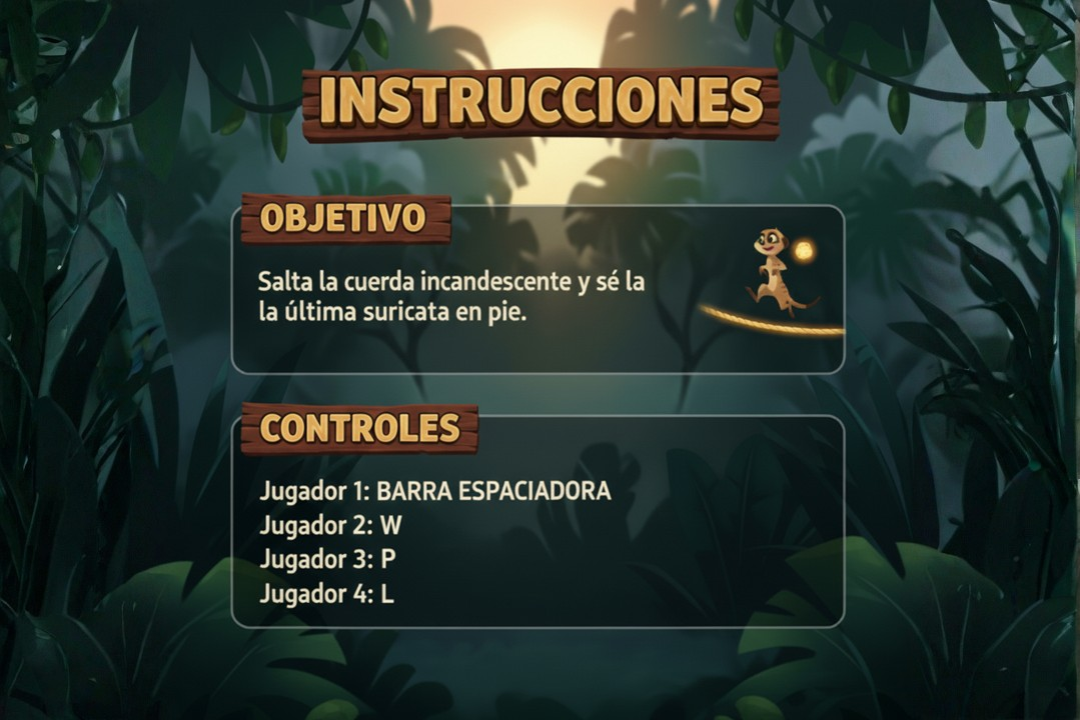 INSTRUCCIONES
OBJETIVO
Salta la cuerda incandescente y sé la
la última suricata en pie.
CONTROLES
Jugador 1: BARRA ESPACIADORA
Jugador 2: W
Jugador 3: P
Jugador 4: L